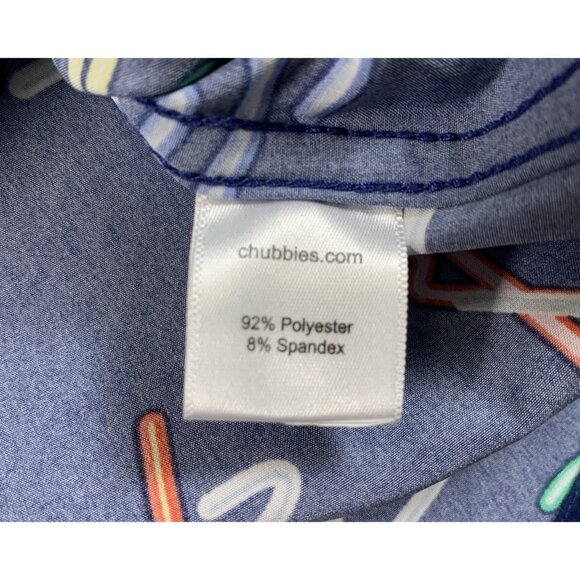 chubbies.com
92% Polyester
8% Spandex